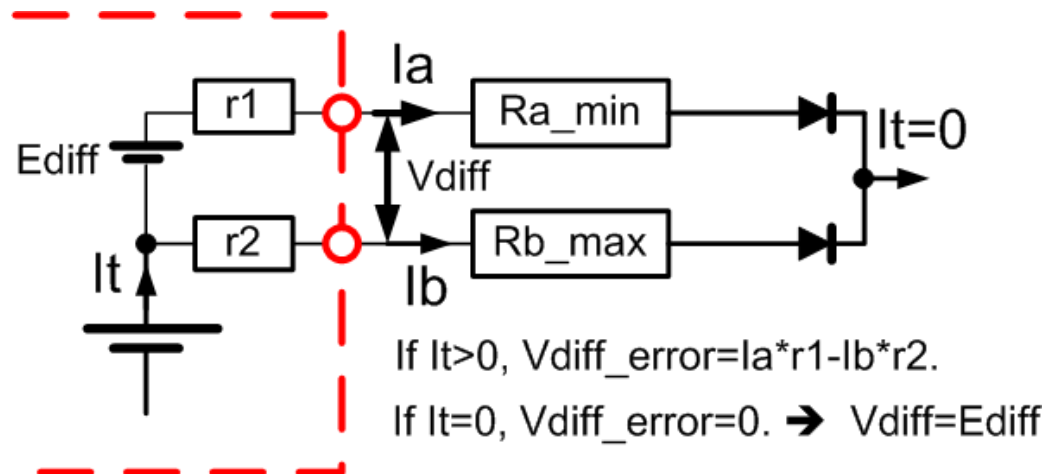 Ia
r1
Ra_min
It=0
Ediff
Vdiff
r2
Rb_max
It
Ib
If It>0, Vdiff_error=Ia*r1-Ib*r2.
If It=0, Vdiff_error=0. ➔ Vdiff=Ediff